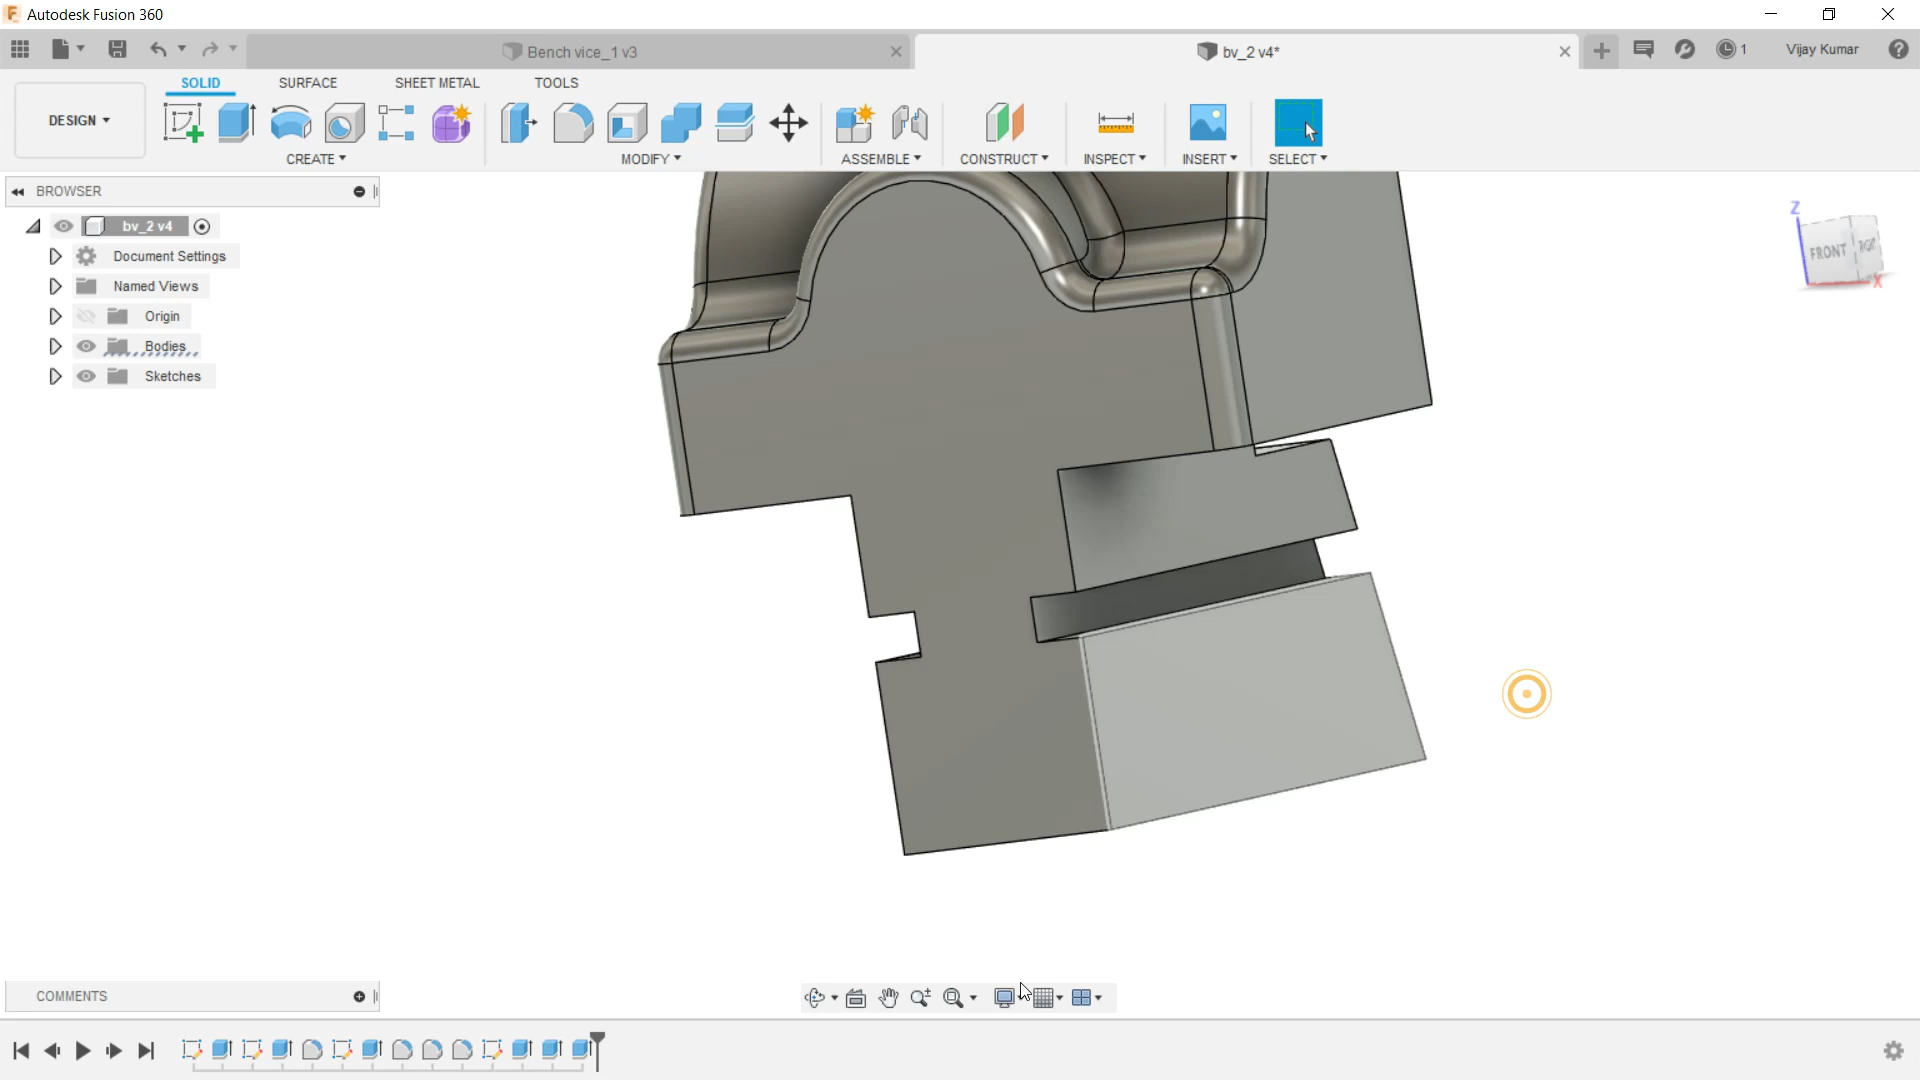 Autodesk Fusion 360
Bench vice_1 v3
bv_2 v4*
1
Vijay Kumar
SOLID
SURFACE
SHEET METAL
TOOLS
DESIGN
CREATE
MODIFY
ASSEMBLE
CONSTRUCT
INSPECT
INSERT
SELECT
BROWSER
bv_2 v4
Document Settings
Named Views
Origin
Bodies
Sketches
Z
FRONT
RIGHT
X
COMMENTS